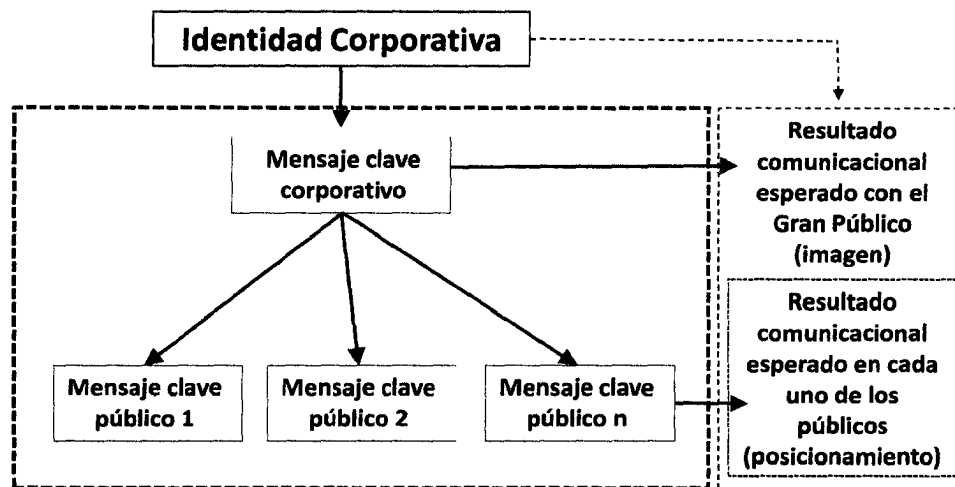 Identidad Corporativa
Mensaje clave
corporativo
Resultado
comunicacional
esperado con el
Gran Público
(imagen)
Mensaje clave
público 1
Mensaje clave
público 2
Mensaje clave
público n
Resultado
comunicacional
esperado en cada
uno de los
públicos
(posicionamiento)